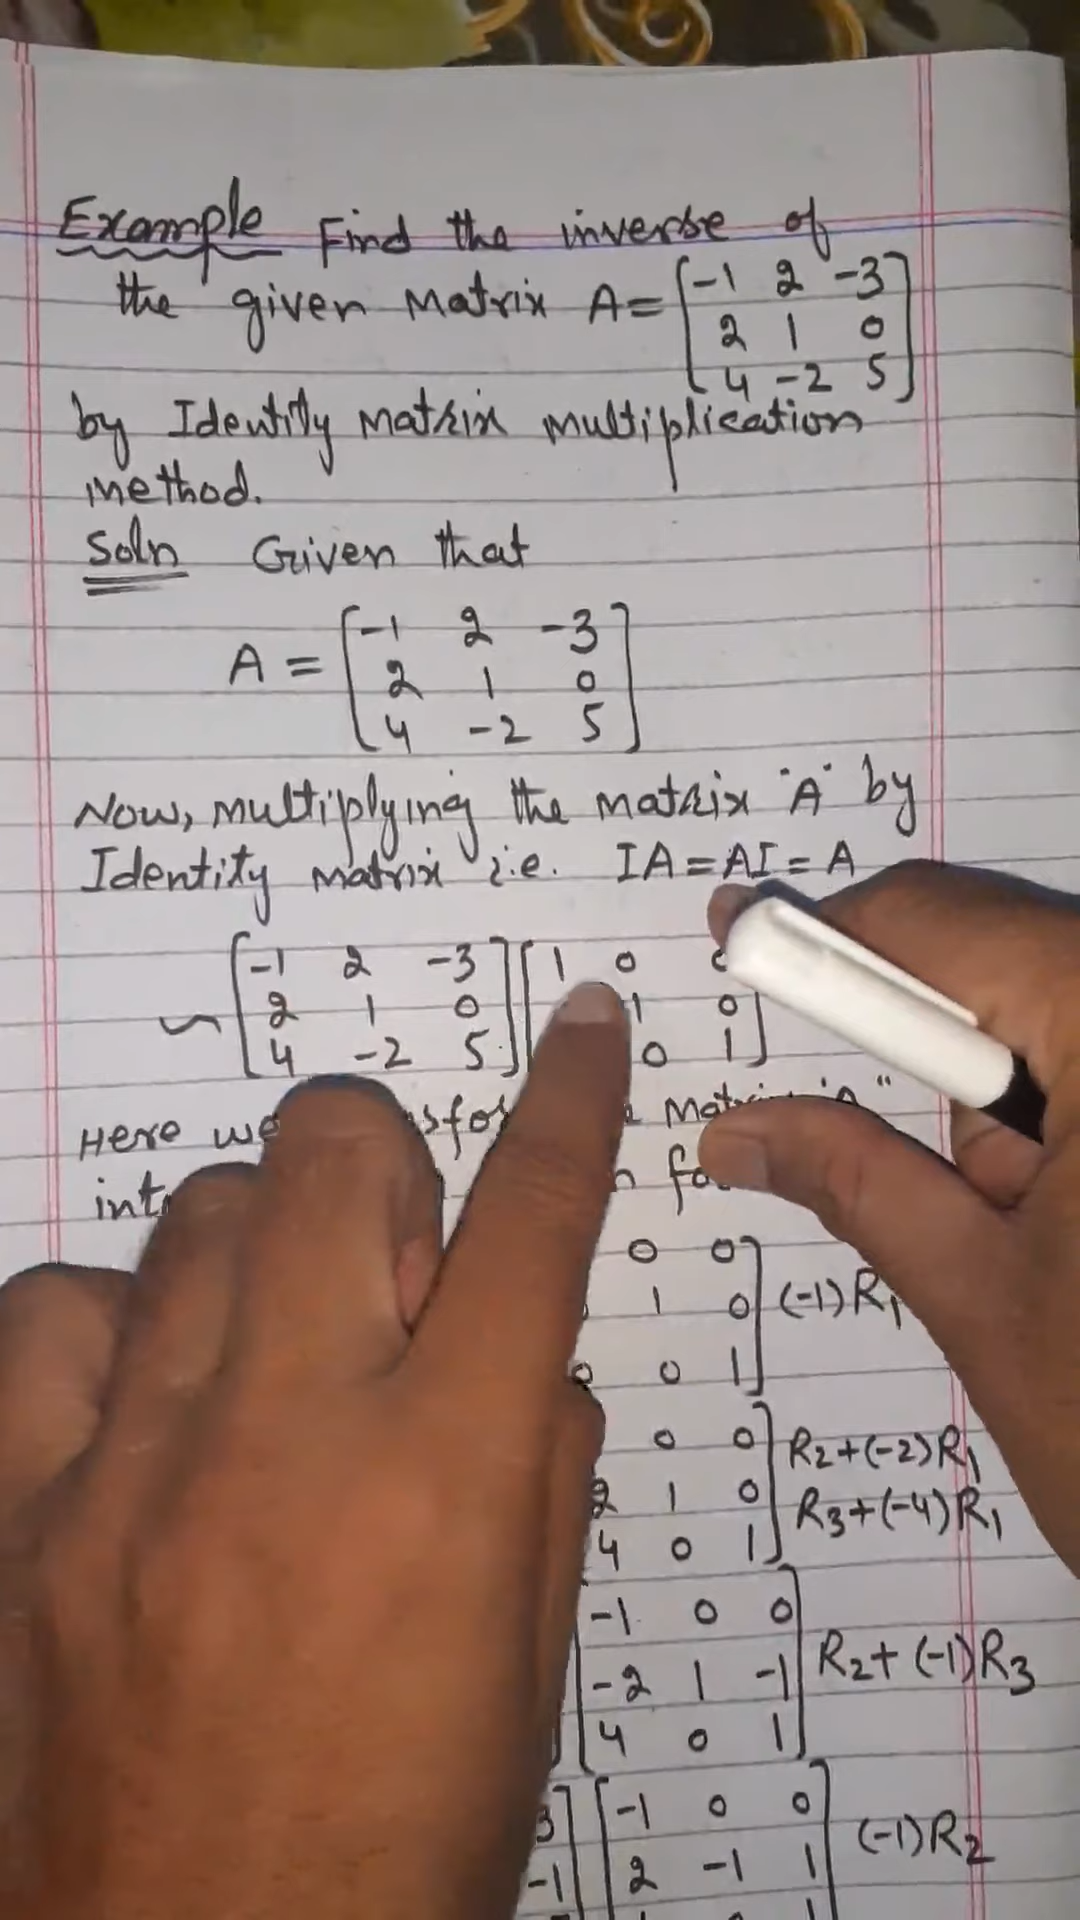 Example Find the inverse of
the given Matrix A = [-1 2 -3
2 1 0
4 -2 5]
by Identity matrix multiplication
method.
Soln Given that
A = [-1 2 -3
2 1 0
4 -2 5]
Now, multiplying the matrix "A" by
Identity matrix i.e. IA = AI = A
~ [-1 2 -3] [1 0
2 1 0] 1 0
4 -2 5] 0 1]
Here we
0 0
1 0 (-1)R1
0 0 1]
0 0 R2+(-2)R1
2 1 0 R3+(-4)R1
4 0 1]
[-1 0 0
-2 1 -1 R2+(-1)R3
4 0 1]
3] [-1 0 0 (-1)R2
-1 2 -1 1